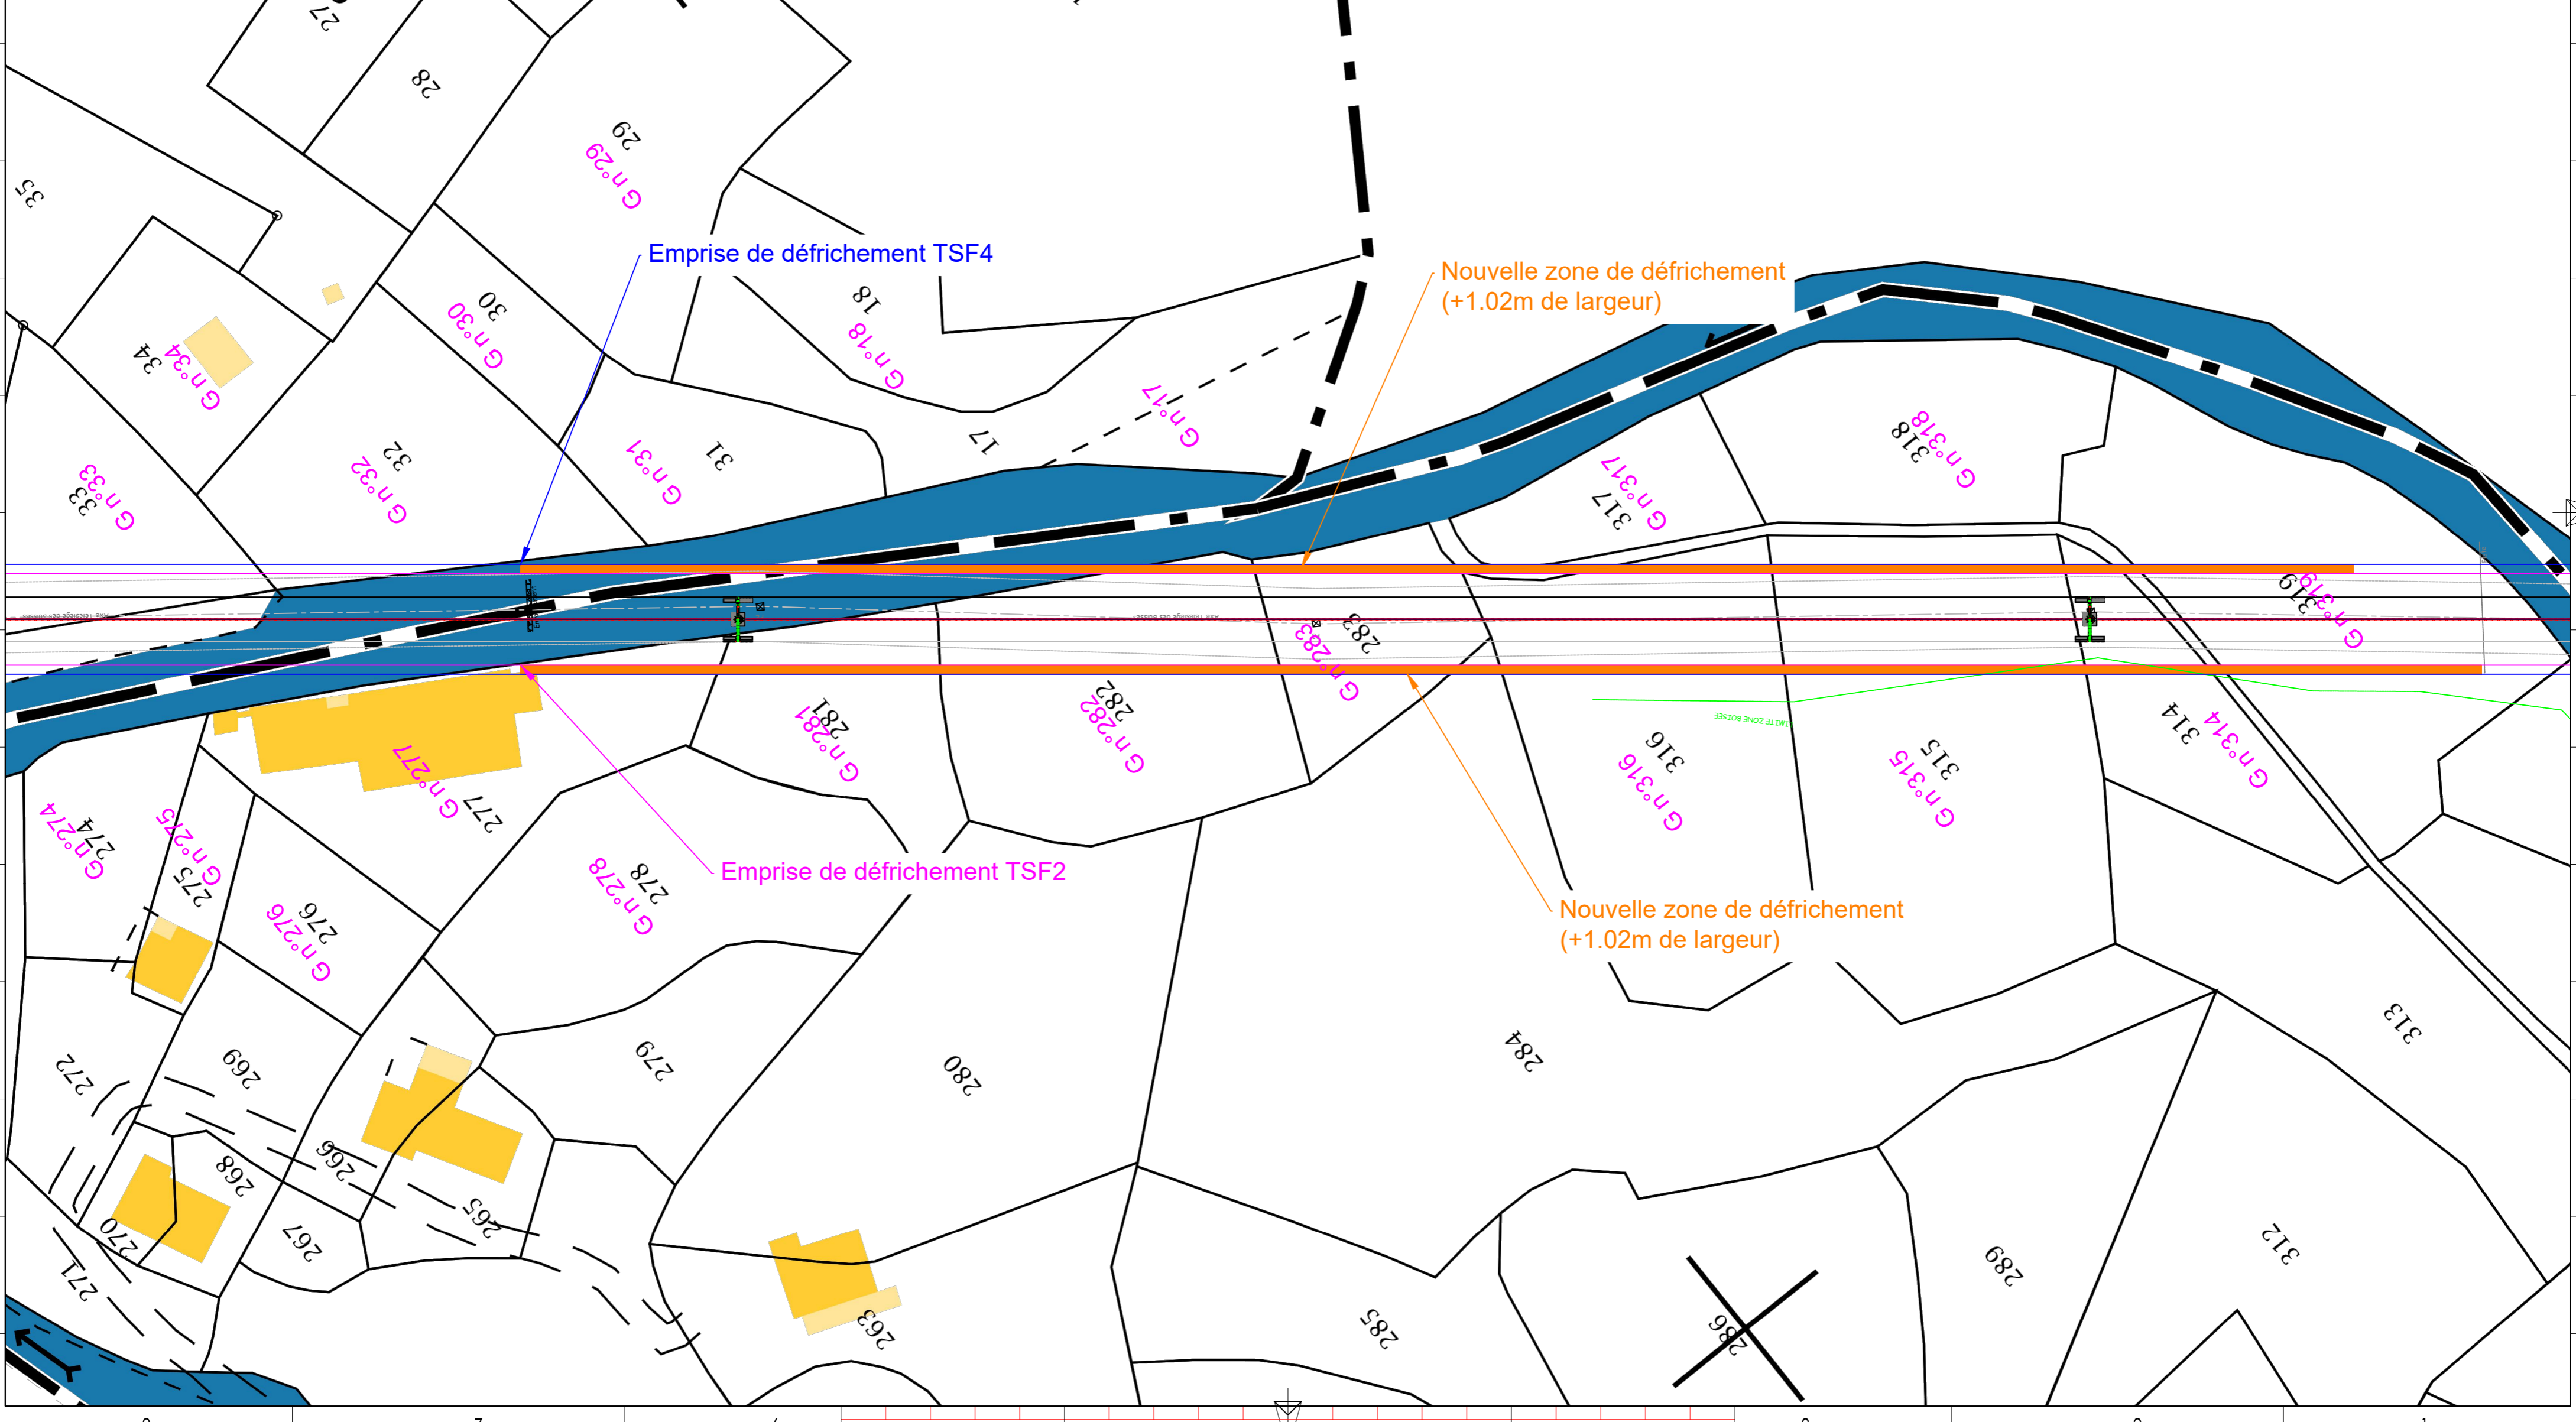 27
28
29
G n°29
35
Emprise de défrichement TSF4
Nouvelle zone de défrichement
(+1.02m de largeur)
30
G n°30
18
G n°18
34
G n°34
G n°17
17
318
G n°318
32
G n°32
31
G n°31
33
G n°33
317
G n°317
319
G n°319
283
G n°283
281
G n°281
282
G n°282
LIMITE ZONE BOISEE
316
G n°316
315
G n°315
314
G n°314
277
G n°277
274
G n°274
275
G n°275
278
G n°278
Emprise de défrichement TSF2
276
G n°276
Nouvelle zone de défrichement
(+1.02m de largeur)
313
284
272
269
279
280
266
268
265
270
267
271
312
289
263
285
286